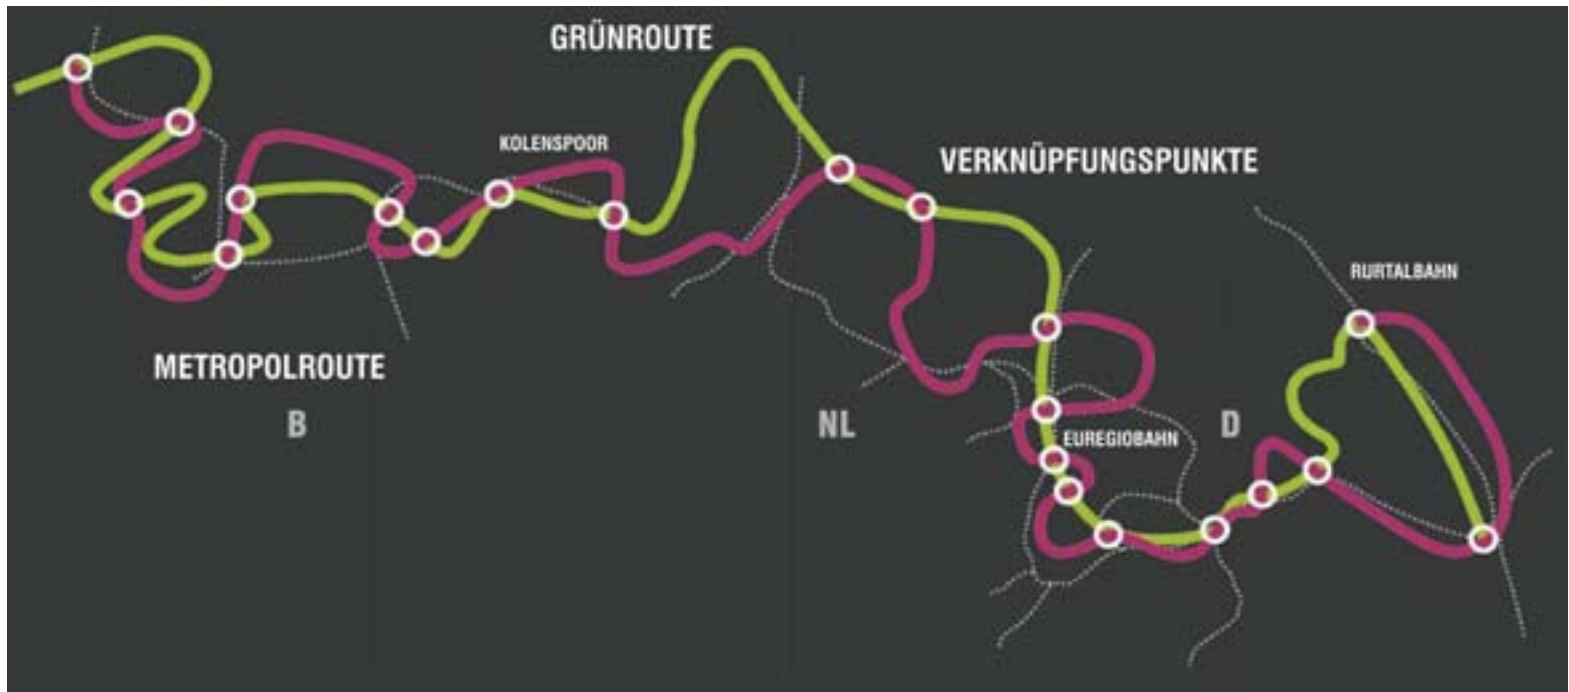 GRÜNROUTE
KOLENSPOOR
VERKNÜPFUNGSPUNKTE
RURTALBAHN
METROPOLROUTE
B
NL
D
EUREGIOBAHN